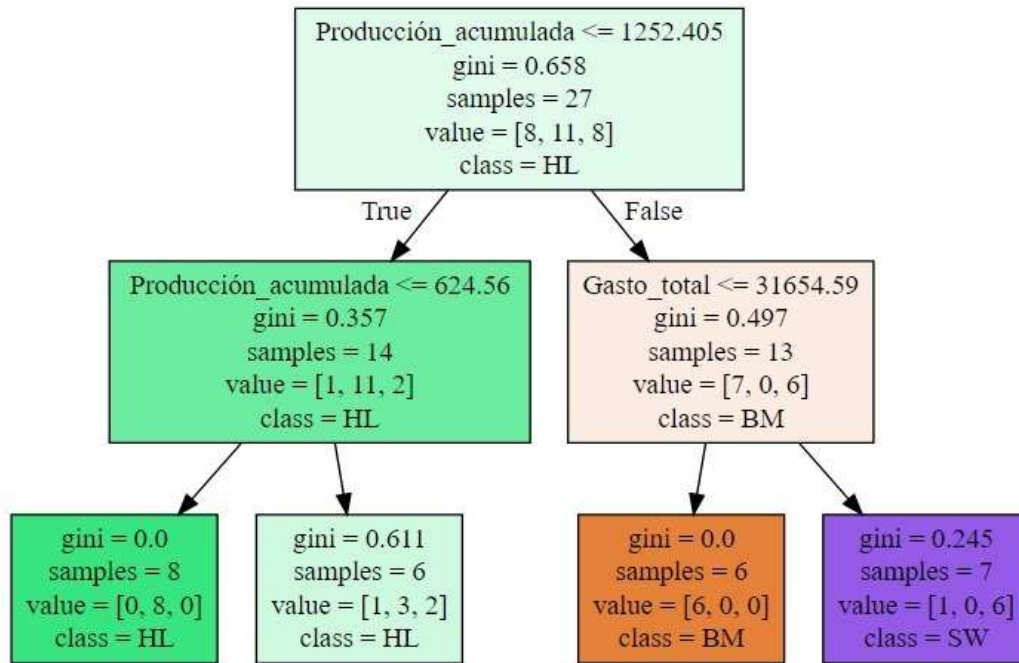 Producción_acumulada <= 1252.405
gini = 0.658
samples = 27
value = [8, 11, 8]
class = HL
True
False
Producción_acumulada <= 624.56
gini = 0.357
samples = 14
value = [1, 11, 2]
class = HL
Gasto_total <= 31654.59
gini = 0.497
samples = 13
value = [7, 0, 6]
class = BM
gini = 0.0
samples = 8
value = [0, 8, 0]
class = HL
gini = 0.611
samples = 6
value = [1, 3, 2]
class = HL
gini = 0.0
samples = 6
value = [6, 0, 0]
class = BM
gini = 0.245
samples = 7
value = [1, 0, 6]
class = SW